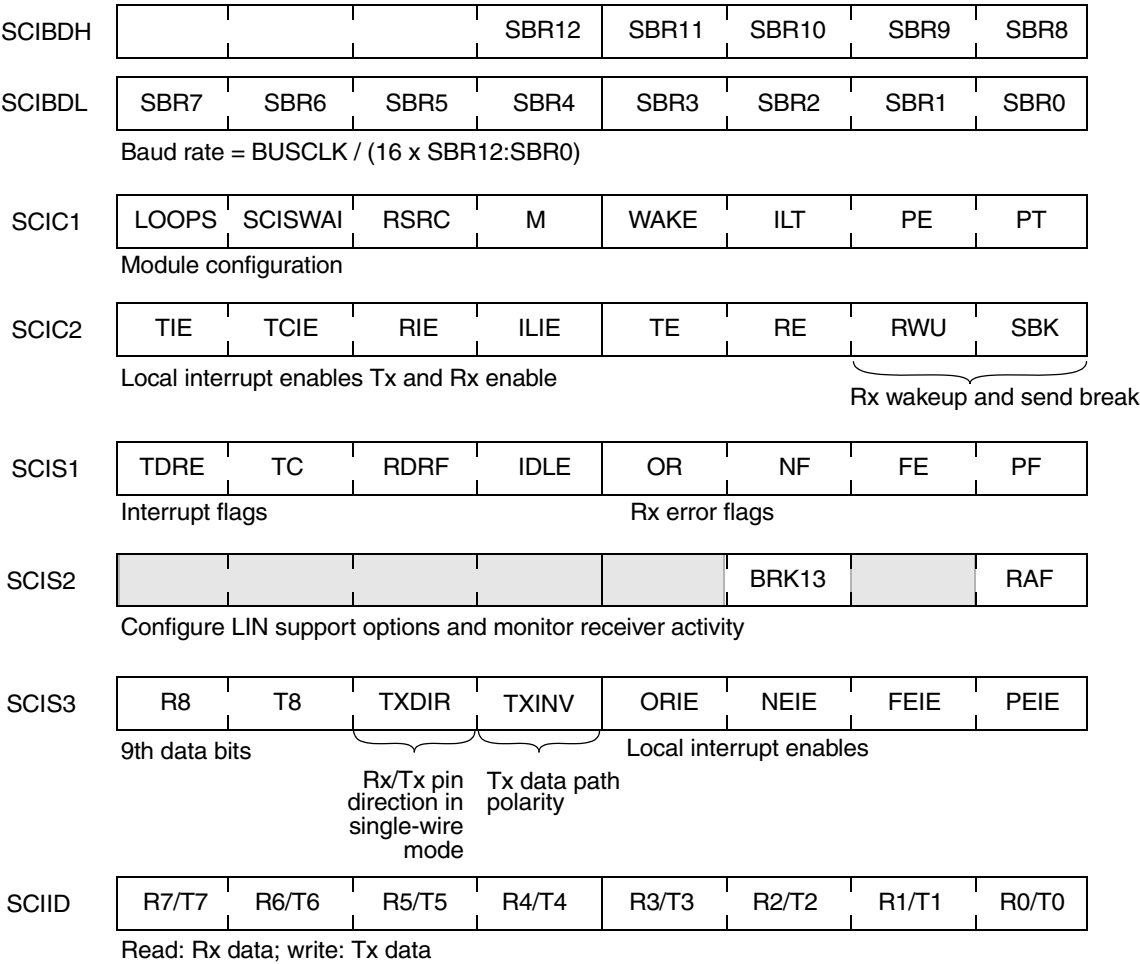 SCIBDH SBR12 SBR11 SBR10 SBR9 SBR8
SCIBDL SBR7 SBR6 SBR5 SBR4 SBR3 SBR2 SBR1 SBR0
Baud rate = BUSCLK / (16 x SBR12:SBR0)
SCIC1 LOOPS SCISWAI RSRC M WAKE ILT PE PT
Module configuration
SCIC2 TIE TCIE RIE ILIE TE RE RWU SBK
Local interrupt enables Tx and Rx enable
Rx wakeup and send break
SCIS1 TDRE TC RDRF IDLE OR NF FE PF
Interrupt flags Rx error flags
SCIS2 BRK13 RAF
Configure LIN support options and monitor receiver activity
SCIS3 R8 T8 TXDIR TXINV ORIE NEIE FEIE PEIE
9th data bits Local interrupt enables
Rx/Tx pin Tx data path
direction in polarity
single-wire
mode
SCIID R7/T7 R6/T6 R5/T5 R4/T4 R3/T3 R2/T2 R1/T1 R0/T0
Read: Rx data; write: Tx data